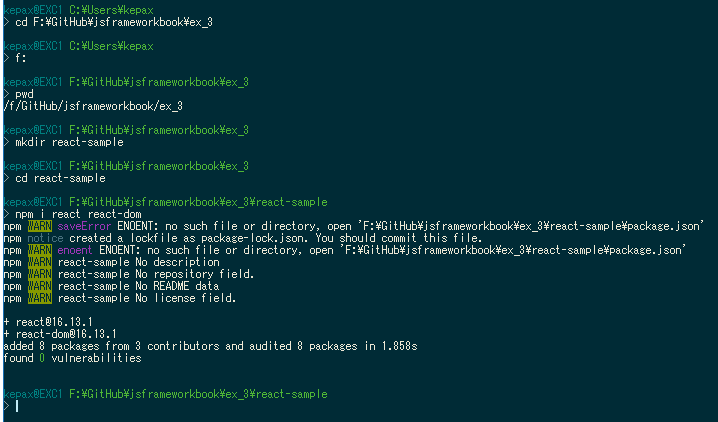 kepax@EXC1 C:¥Users¥kepax
> cd F:¥GitHub¥jsframeworkbook¥ex_3
kepax@EXC1 C:¥Users¥kepax
> f:
kepax@EXC1 F:¥GitHub¥jsframeworkbook¥ex_3
> pwd
/f/GitHub/jsframeworkbook/ex_3
kepax@EXC1 F:¥GitHub¥jsframeworkbook¥ex_3
> mkdir react-sample
kepax@EXC1 F:¥GitHub¥jsframeworkbook¥ex_3
> cd react-sample
kepax@EXC1 F:¥GitHub¥jsframeworkbook¥ex_3¥react-sample
> npm i react react-dom
npm WARN saveError ENOENT: no such file or directory, open 'F:¥GitHub¥jsframeworkbook¥ex_3¥react-sample¥package.json'
npm notice created a lockfile as package-lock.json. You should commit this file.
npm WARN enoent ENOENT: no such file or directory, open 'F:¥GitHub¥jsframeworkbook¥ex_3¥react-sample¥package.json'
npm WARN react-sample No description
npm WARN react-sample No repository field.
npm WARN react-sample No README data
npm WARN react-sample No license field.
+ react@16.13.1
+ react-dom@16.13.1
added 8 packages from 3 contributors and audited 8 packages in 1.858s
found 0 vulnerabilities
kepax@EXC1 F:¥GitHub¥jsframeworkbook¥ex_3¥react-sample
>